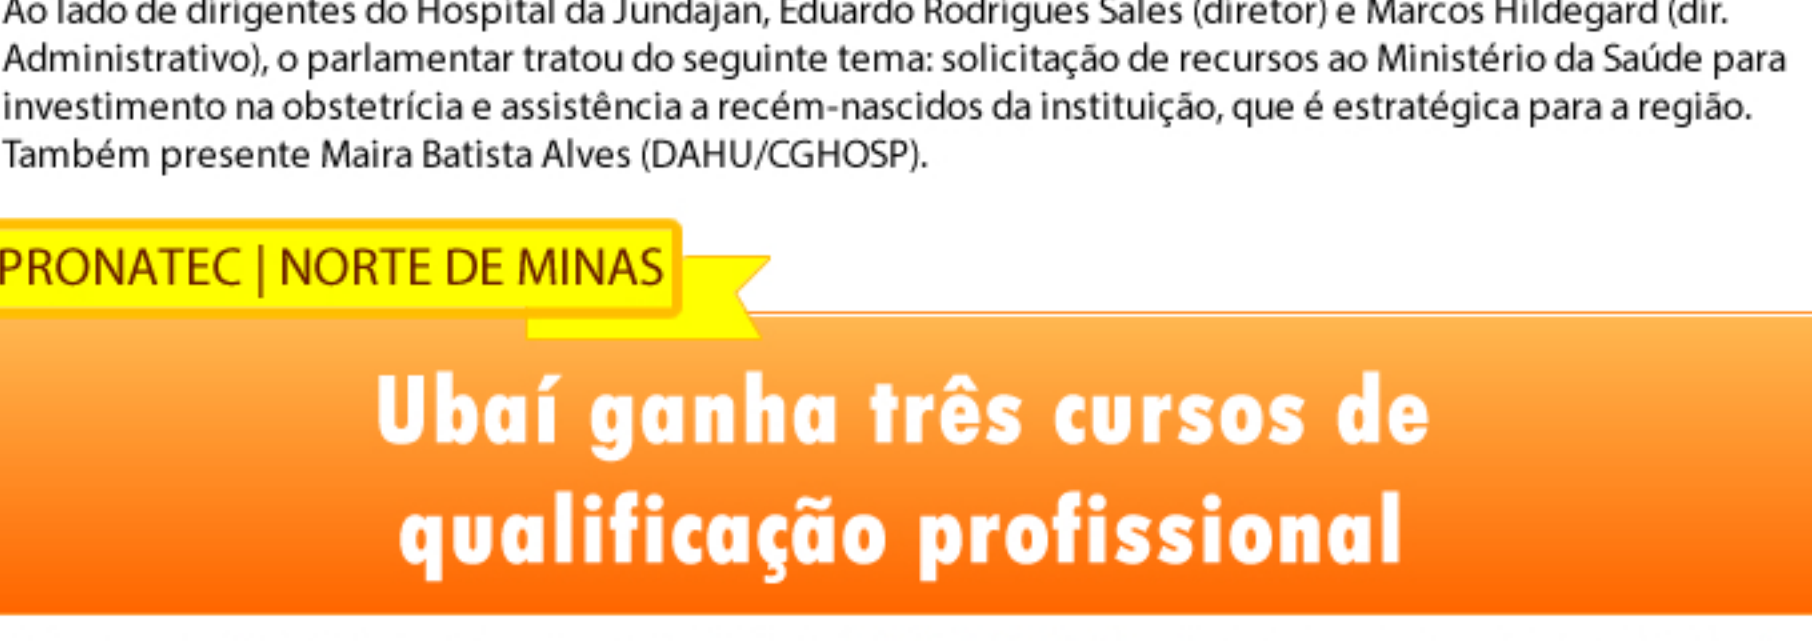 Ao lado de dirigentes do Hospital da Jundajan, Eduardo Rodrigues Sales (diretor) e Marcos Hildegard (dir.
Administrativo), o parlamentar tratou do seguinte tema: solicitação de recursos ao Ministério da Saúde para
investimento na obstetrícia e assistência a recém-nascidos da instituição, que é estratégica para a região.
Também presente Maira Batista Alves (DAHU/CGHOSP).
PRONATEC | NORTE DE MINAS
Ubaí ganha três cursos de
qualificação profissional